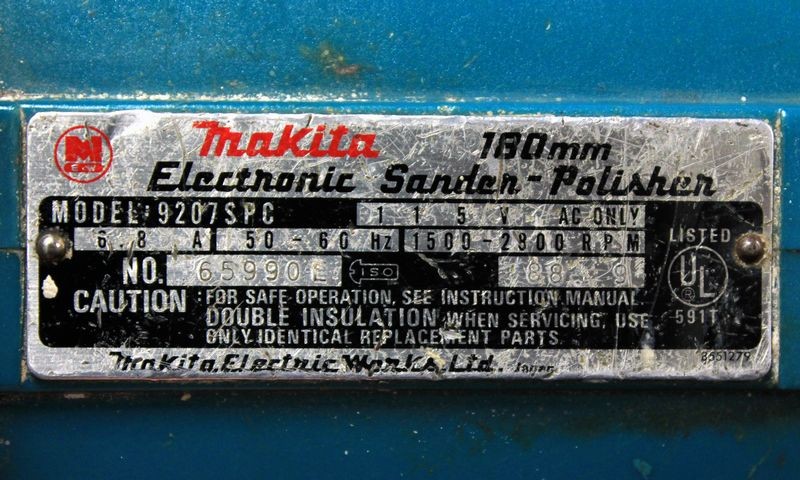 Makita 180mm
Electronic Sander-Polisher
MODEL 9207SPC 115V AC ONLY
6.8 A 50-60 Hz 1500-2800 RPM
NO. 65990E ISO 88 9
LISTED
UL
®
591T
CAUTION :FOR SAFE OPERATION, SEE INSTRUCTION MANUAL.
DOUBLE INSULATION WHEN SERVICING, USE
ONLY IDENTICAL REPLACEMENT PARTS.
Makita Electric Works, Ltd. Japan
8551279